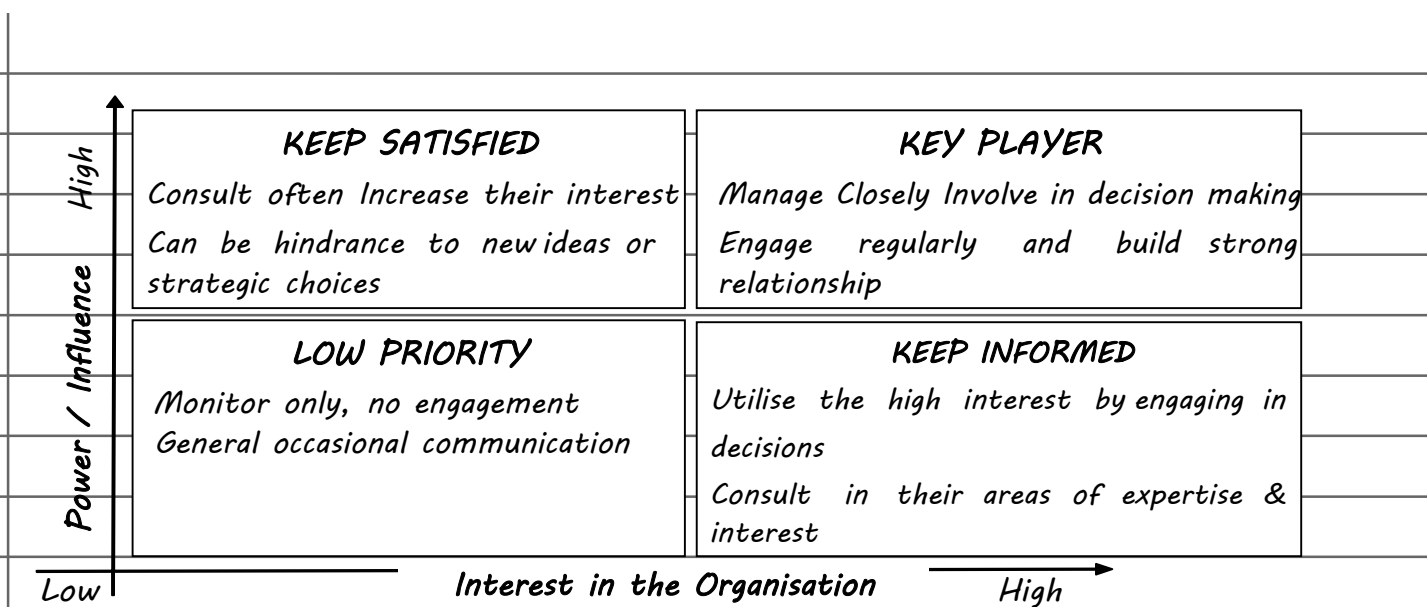 High
Power / Influence
KEEP SATISFIED
Consult often Increase their interest
Can be hindrance to new ideas or
strategic choices
KEY PLAYER
Manage Closely Involve in decision making
Engage regularly and build strong
relationship
LOW PRIORITY
Monitor only, no engagement
General occasional communication
KEEP INFORMED
Utilise the high interest by engaging in
decisions
Consult in their areas of expertise &
interest
Low
Interest in the Organisation
High